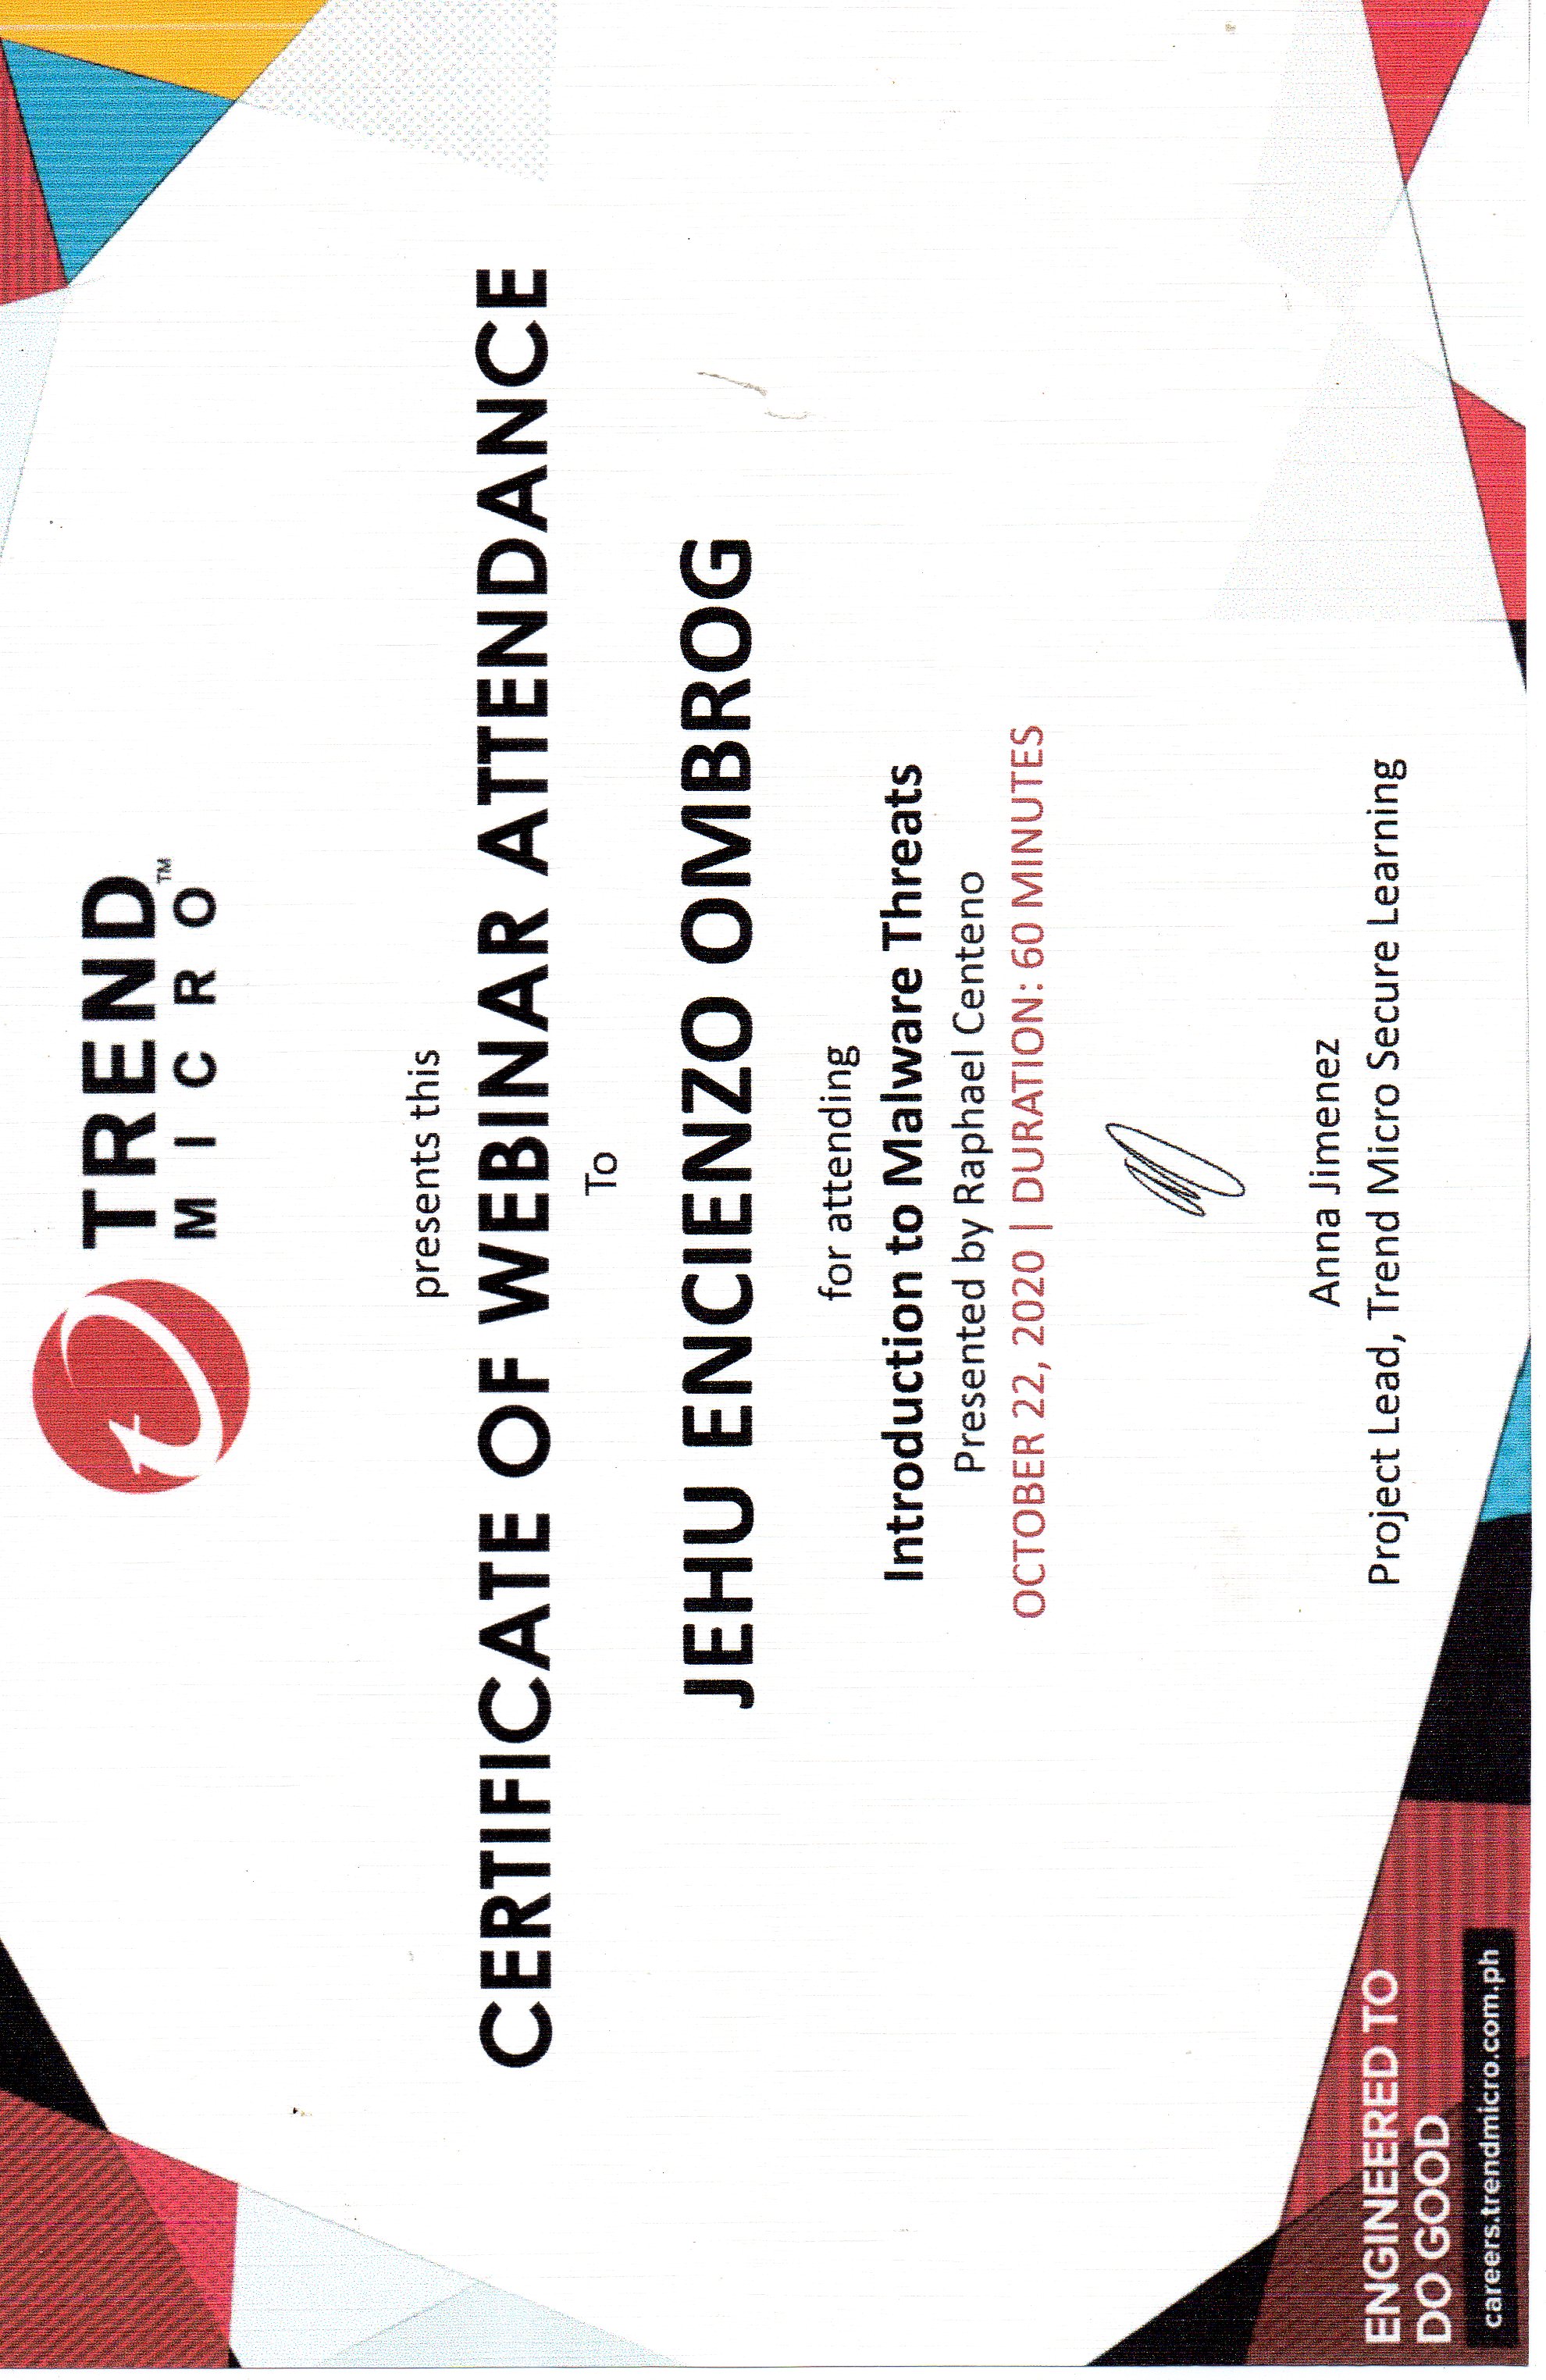 TREND
MICRO™
presents this
CERTIFICATE OF WEBINAR ATTENDANCE
To
JEHU ENCIENZO OMBROG
for attending
Introduction to Malware Threats
Presented by Raphael Centeno
OCTOBER 22, 2020 | DURATION: 60 MINUTES
Anna Jimenez
Project Lead, Trend Micro Secure Learning
ENGINEERED TO
DO GOOD
careers.trendmicro.com.ph